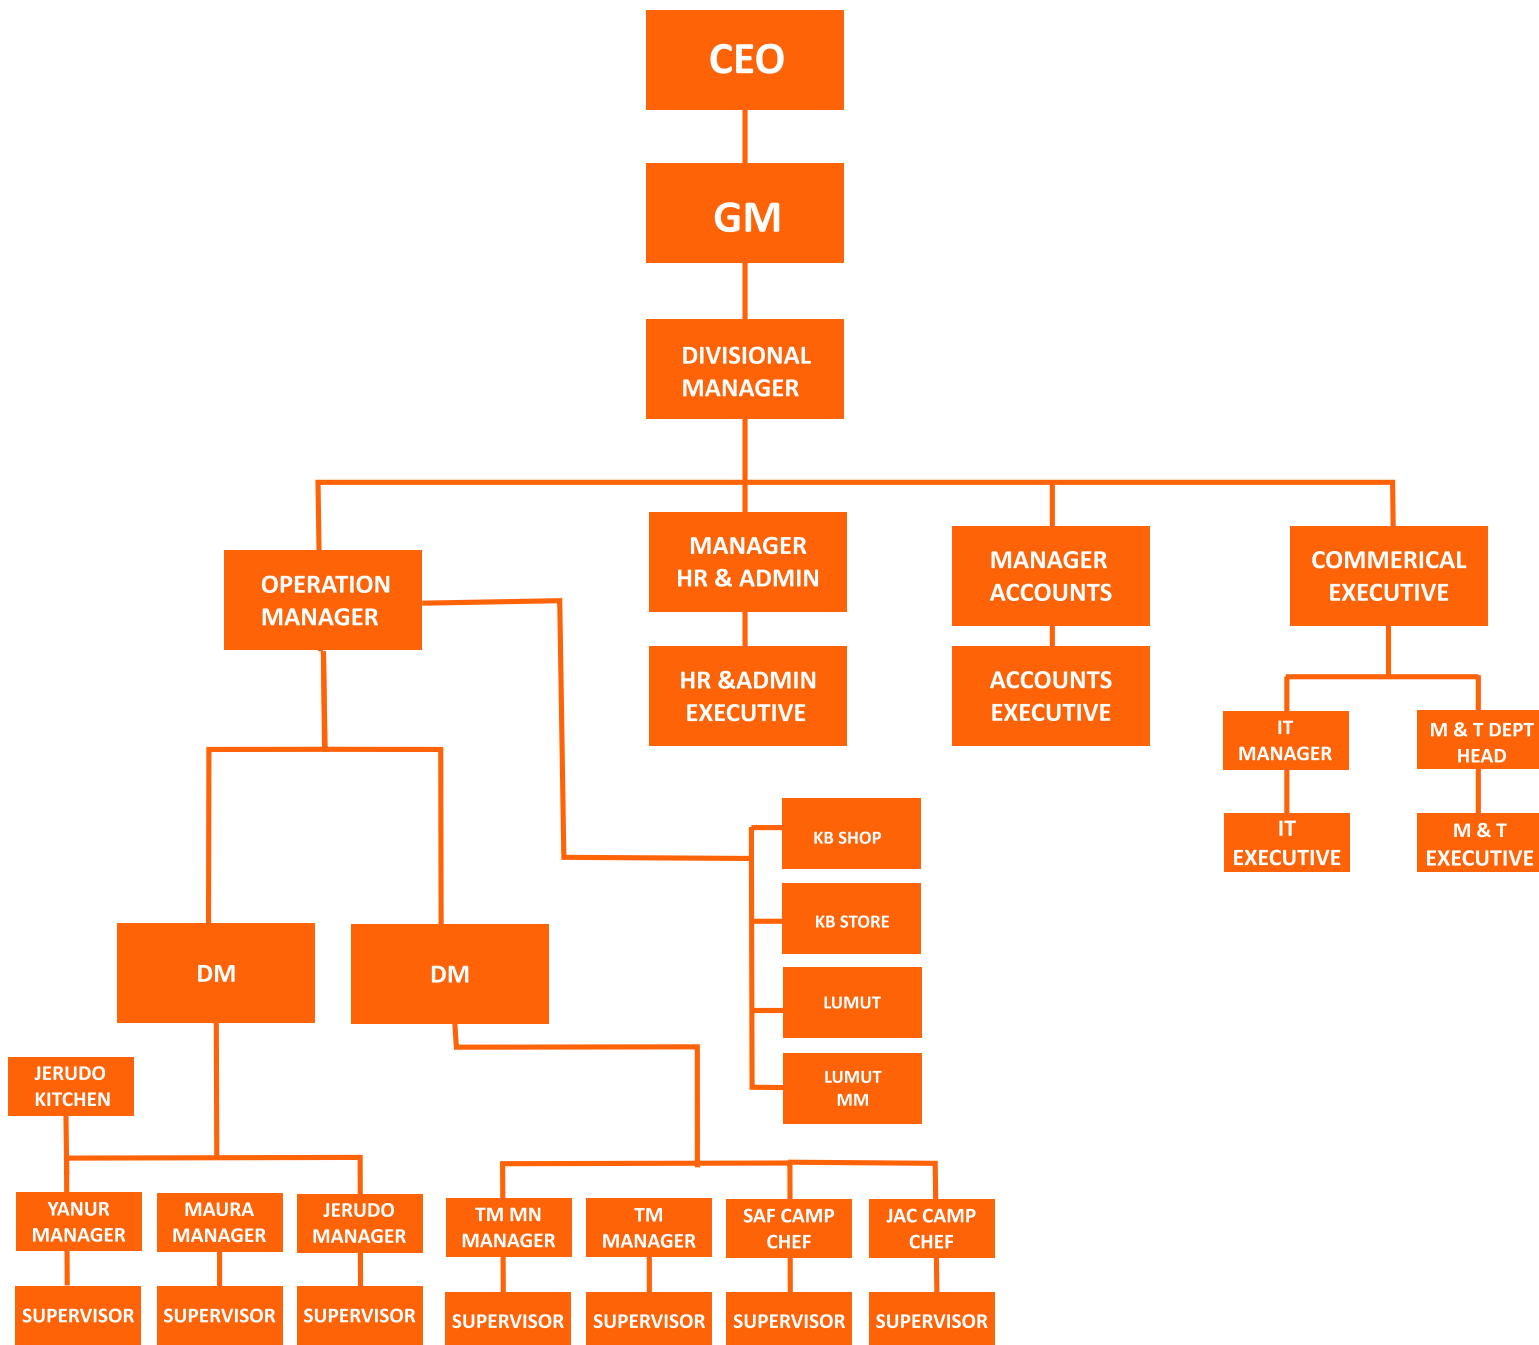 CEO
GM
DIVISIONAL
MANAGER
OPERATION
MANAGER
MANAGER
HR & ADMIN
MANAGER
ACCOUNTS
COMMERICAL
EXECUTIVE
HR &ADMIN
EXECUTIVE
ACCOUNTS
EXECUTIVE
IT
MANAGER
M & T DEPT
HEAD
IT
EXECUTIVE
M & T
EXECUTIVE
KB SHOP
KB STORE
LUMUT
LUMUT
MM
DM
DM
JERUDO
KITCHEN
YANUR
MANAGER
MAURA
MANAGER
JERUDO
MANAGER
TM MN
MANAGER
TM
MANAGER
SAF CAMP
CHEF
JAC CAMP
CHEF
SUPERVISOR
SUPERVISOR
SUPERVISOR
SUPERVISOR
SUPERVISOR
SUPERVISOR
SUPERVISOR